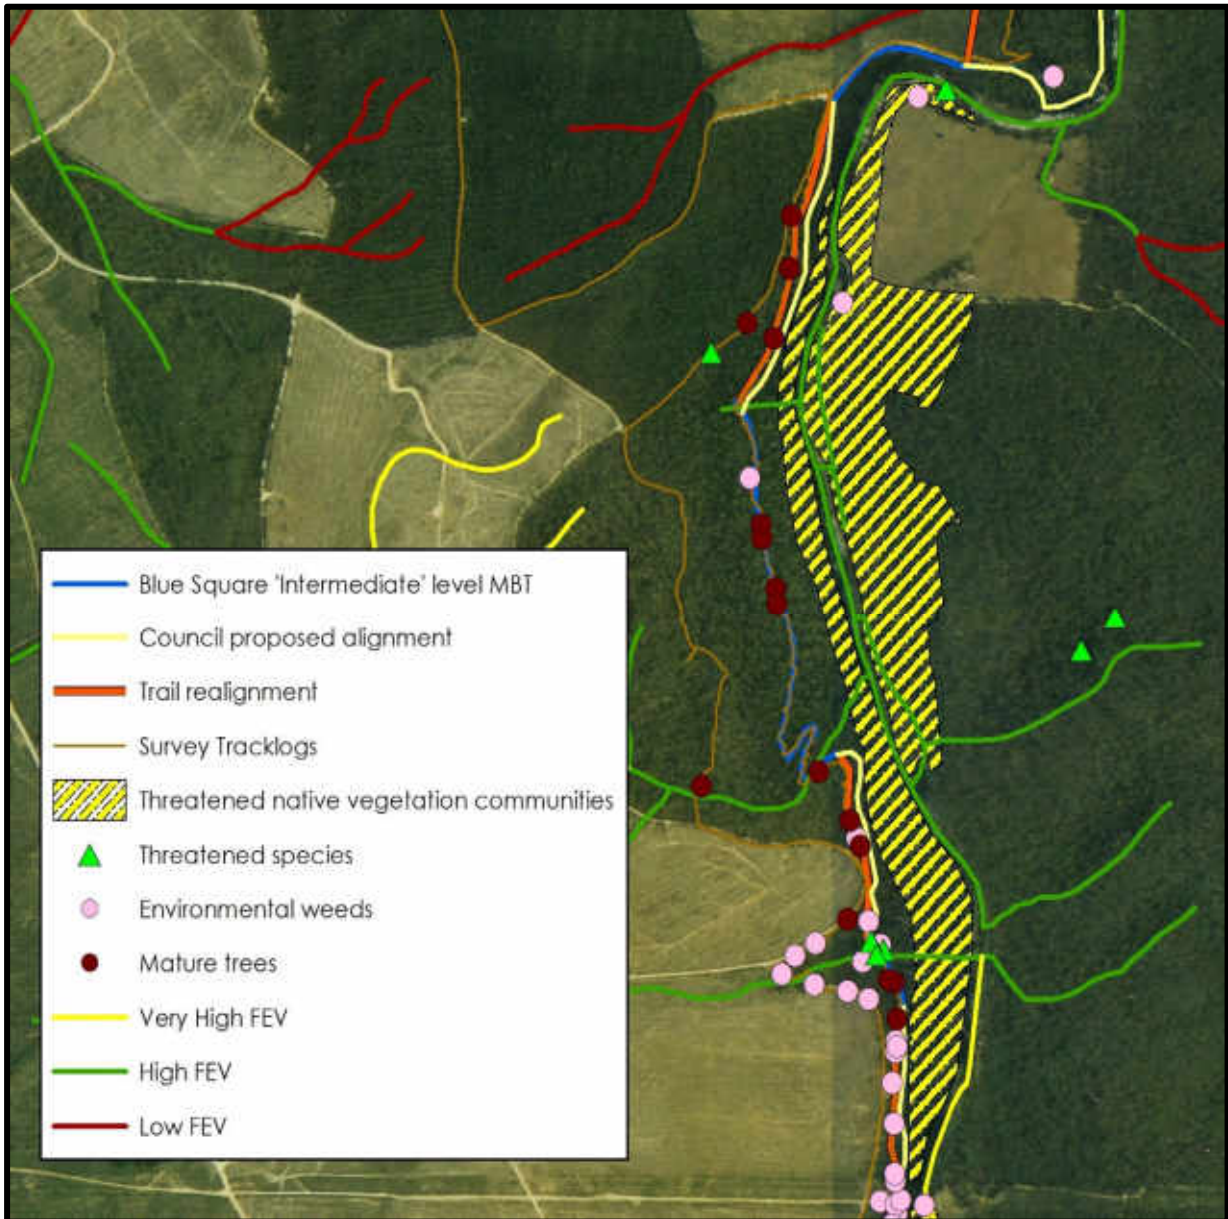 Blue Square 'Intermediate' level MBT
Council proposed alignment
Trail realignment
Survey Tracklogs
Threatened native vegetation communities
Threatened species
Environmental weeds
Mature trees
Very High FEV
High FEV
Low FEV